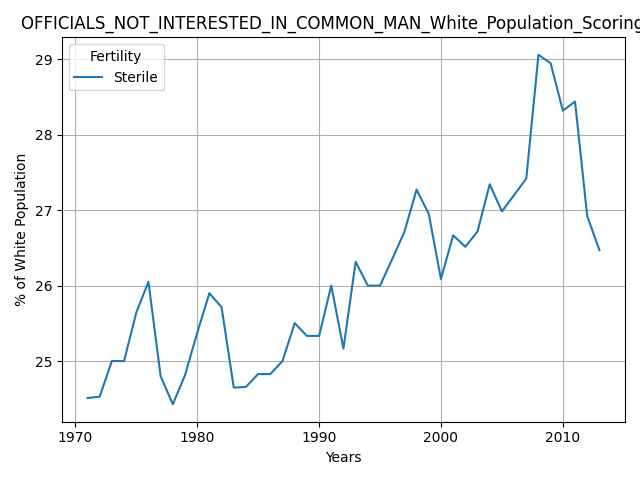 OFFICIALS_NOT_INTERESTED_IN_COMMON_MAN_White_Population_Scoring
Fertility
Sterile
29
28
27
26
25
% of White Population
1970
1980
1990
2000
2010
Years